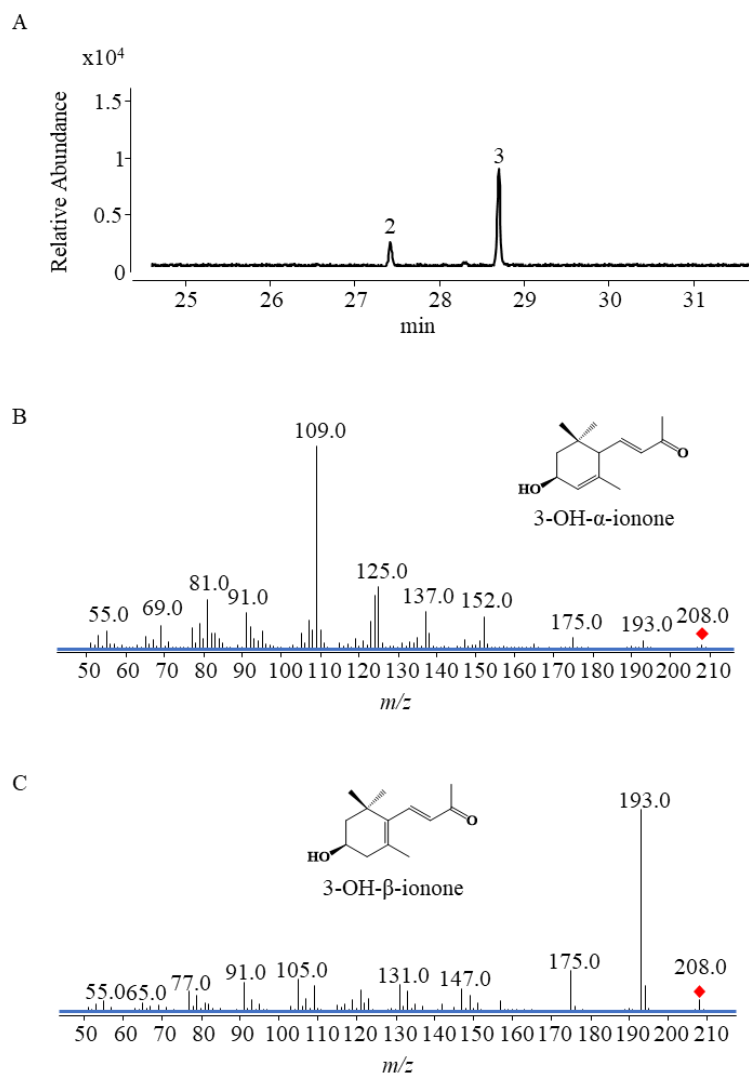 A
x10⁴
Relative Abundance
1.5
1
0.5
0
2
3
25 26 27 28 29 30 31
min
B
109.0
55.0 69.0 81.0 91.0 125.0 137.0 152.0 175.0 193.0 208.0
HO O
3-OH-α-ionone
50 60 70 80 90 100 110 120 130 140 150 160 170 180 190 200 210
m/z
C
193.0
HO O
3-OH-β-ionone
55.0 65.0 77.0 91.0 105.0 131.0 147.0 175.0 208.0
50 60 70 80 90 100 110 120 130 140 150 160 170 180 190 200 210
m/z